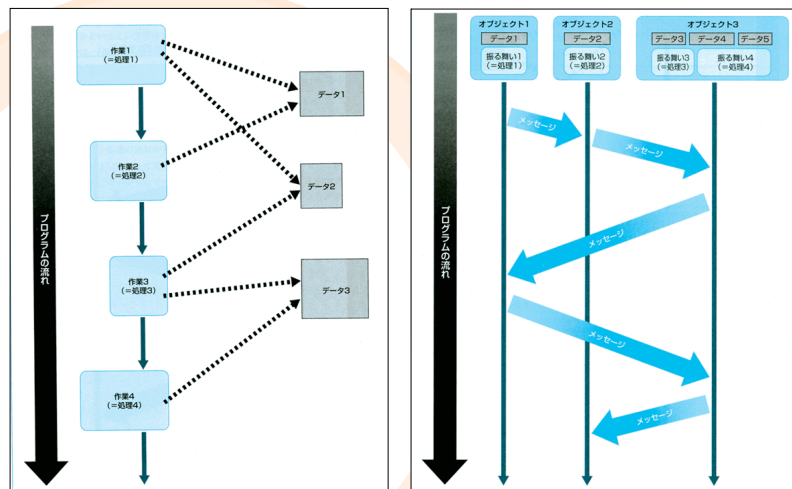 プログラムの流れ
作業1
(=処理1)
作業2
(=処理2)
作業3
(=処理3)
作業4
(=処理4)
データ1
データ2
データ3
プログラムの流れ
オブジェクト1
データ1
振る舞い1
(=処理1)
オブジェクト2
データ2
振る舞い2
(=処理2)
オブジェクト3
データ3
データ4
データ5
振る舞い3
(=処理3)
振る舞い4
(=処理4)
メッセージ
メッセージ
メッセージ
メッセージ
メッセージ